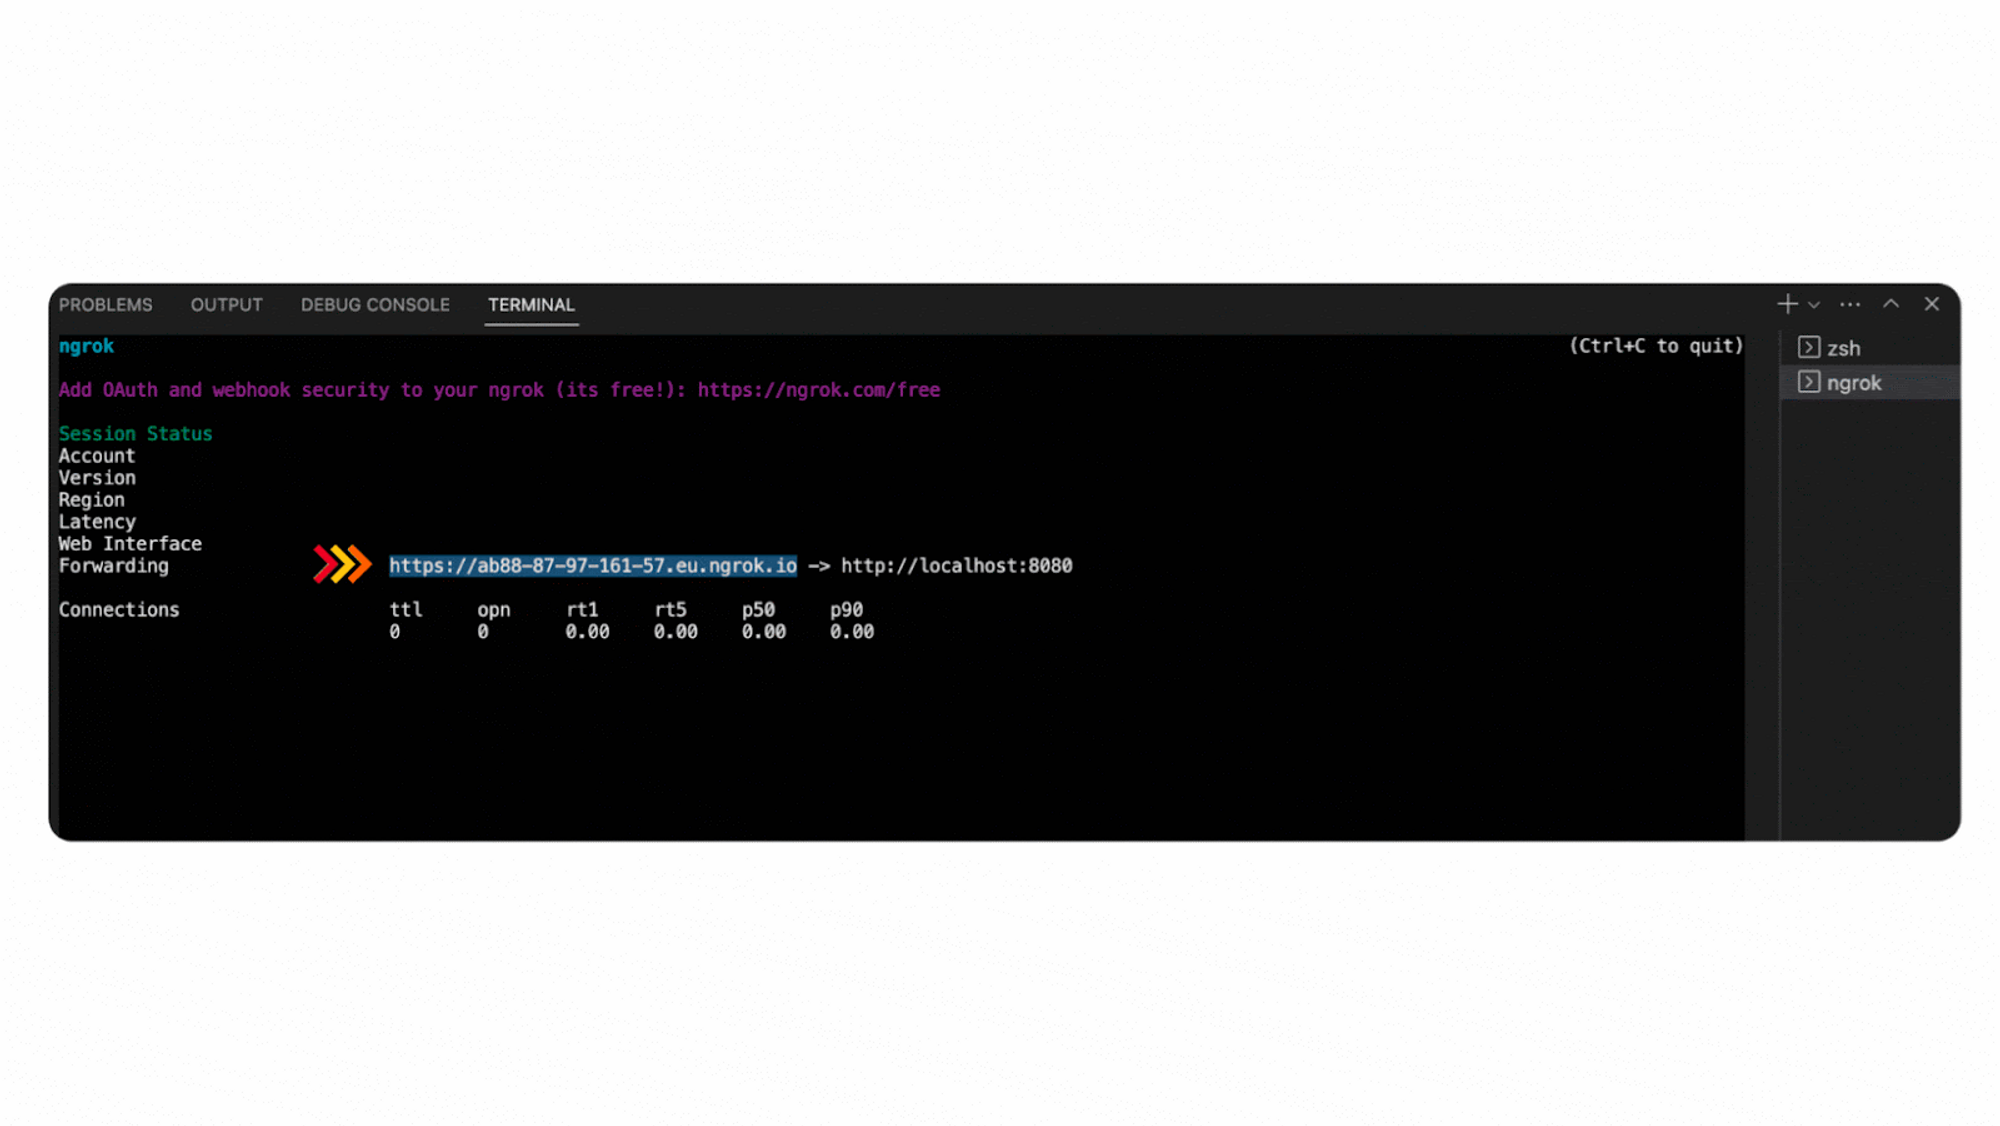 PROBLEMS OUTPUT DEBUG CONSOLE TERMINAL
ngrok (Ctrl+C to quit)
zsh
ngrok
Add OAuth and webhook security to your ngrok (its free!): https://ngrok.com/free
Session Status
Account
Version
Region
Latency
Web Interface
Forwarding https://ab88-87-97-161-57.eu.ngrok.io -> http://localhost:8080
Connections ttl opn rt1 rt5 p50 p90
0 0 0.00 0.00 0.00 0.00